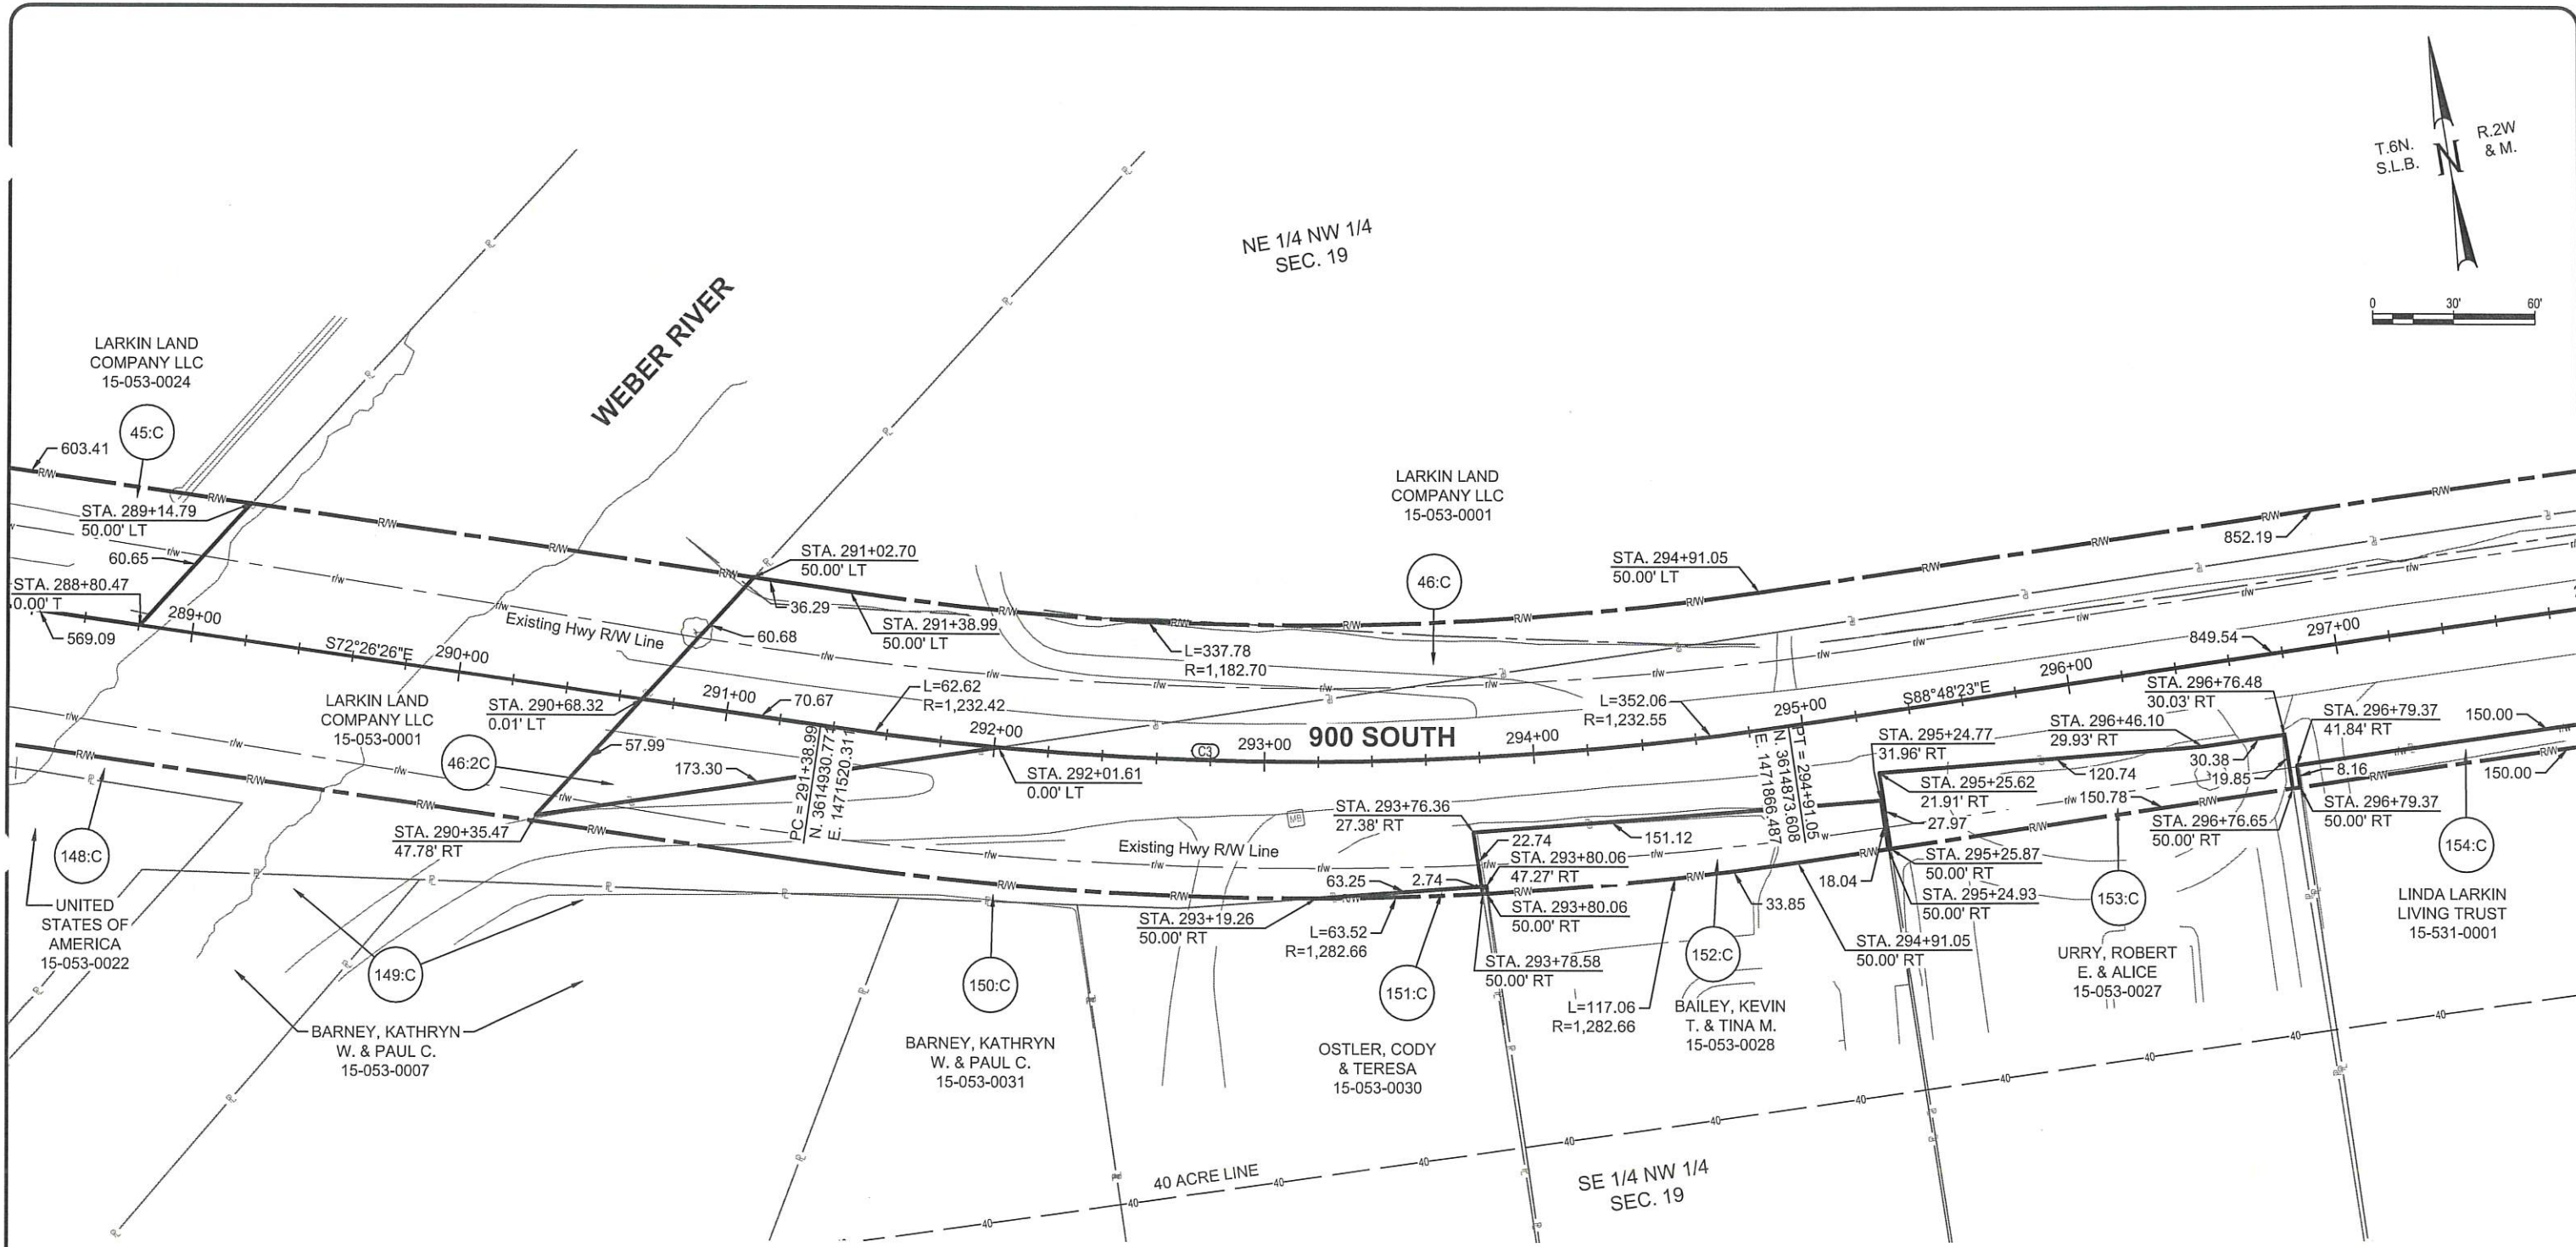 T.6N.
S.L.B.
N
R.2W
& M.
0 30' 60'
NE 1/4 NW 1/4
SEC. 19
WEBER RIVER
LARKIN LAND
COMPANY LLC
15-053-0024
45:C
603.41
R/W
STA. 289+14.79
50.00' LT
60.65
STA. 288+80.47
569.09
289+00
S72°26'26"E
290+00
Existing Hwy R/W Line
r/w
STA. 291+02.70
50.00' LT
36.29
STA. 291+38.99
50.00' LT
60.68
LARKIN LAND
COMPANY LLC
15-053-0001
46:2C
STA. 290+68.32
0.01' LT
291+00
70.67
L=62.62
R=1,232.42
57.99
173.30
STA. 290+35.47
47.78' RT
PC = 291+38.99
N. 3614930.77
E. 1471520.311
292+00
STA. 292+01.61
0.00' LT
C3
293+00
900 SOUTH
294+00
L=337.78
R=1,182.70
LARKIN LAND
COMPANY LLC
15-053-0001
46:C
STA. 294+91.05
50.00' LT
852.19
L=352.06
R=1,232.55
295+00
PT = 294+91.05
N. 3614873.608
E. 1471866.487
S88°48'23"E
296+00
849.54
297+00
STA. 296+76.48
30.03' RT
STA. 296+79.37
41.84' RT
150.00
STA. 295+24.77
31.96' RT
STA. 296+46.10
29.93' RT
30.38
19.85
8.16
150.00
STA. 295+25.62
21.91' RT
120.74
150.78
27.97
STA. 296+76.65
50.00' RT
STA. 296+79.37
50.00' RT
STA. 293+76.36
27.38' RT
MB
22.74
151.12
Existing Hwy R/W Line
STA. 293+80.06
47.27' RT
63.25
2.74
STA. 293+19.26
50.00' RT
L=63.52
R=1,282.66
STA. 293+80.06
50.00' RT
STA. 293+78.58
50.00' RT
18.04
33.85
STA. 295+25.87
50.00' RT
STA. 295+24.93
50.00' RT
STA. 294+91.05
50.00' RT
L=117.06
R=1,282.66
148:C
UNITED
STATES OF
AMERICA
15-053-0022
149:C
BARNEY, KATHRYN
W. & PAUL C.
15-053-0007
150:C
BARNEY, KATHRYN
W. & PAUL C.
15-053-0031
151:C
OSTLER, CODY
& TERESA
15-053-0030
152:C
BAILEY, KEVIN
T. & TINA M.
15-053-0028
153:C
URRY, ROBERT
E. & ALICE
15-053-0027
154:C
LINDA LARKIN
LIVING TRUST
15-531-0001
40 ACRE LINE
40
SE 1/4 NW 1/4
SEC. 19